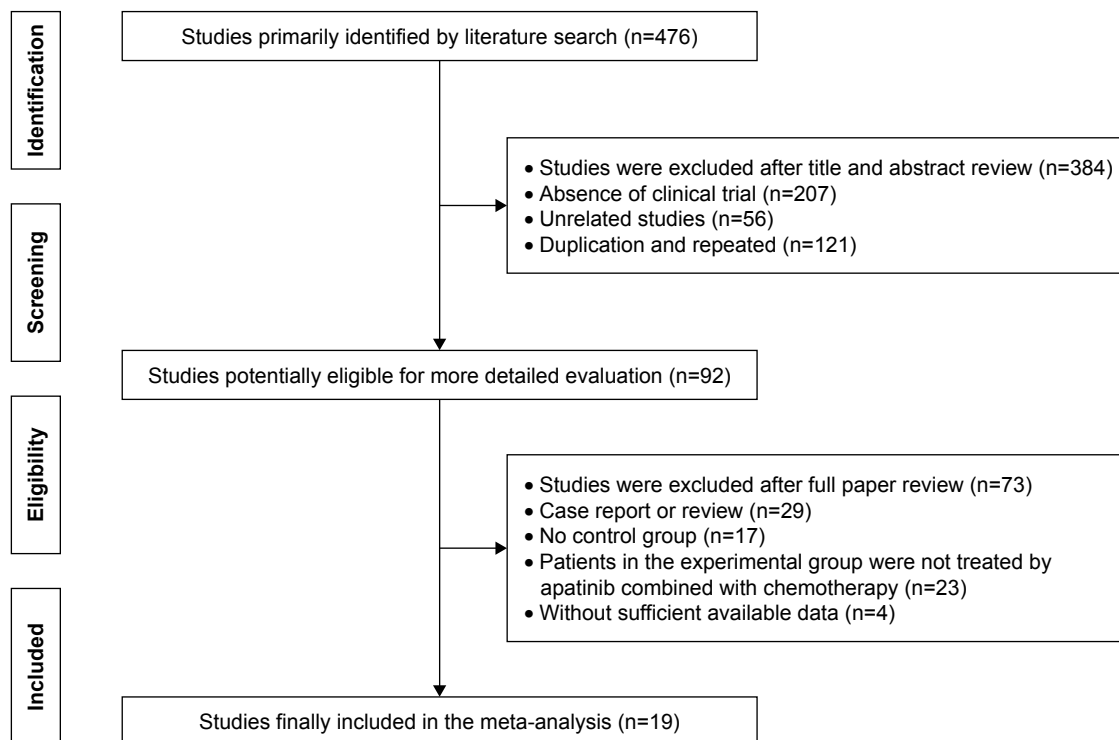 Identification
Studies primarily identified by literature search (n=476)
• Studies were excluded after title and abstract review (n=384)
• Absence of clinical trial (n=207)
• Unrelated studies (n=56)
• Duplication and repeated (n=121)
Screening
Studies potentially eligible for more detailed evaluation (n=92)
Eligibility
• Studies were excluded after full paper review (n=73)
• Case report or review (n=29)
• No control group (n=17)
• Patients in the experimental group were not treated by
apatinib combined with chemotherapy (n=23)
• Without sufficient available data (n=4)
Included
Studies finally included in the meta-analysis (n=19)